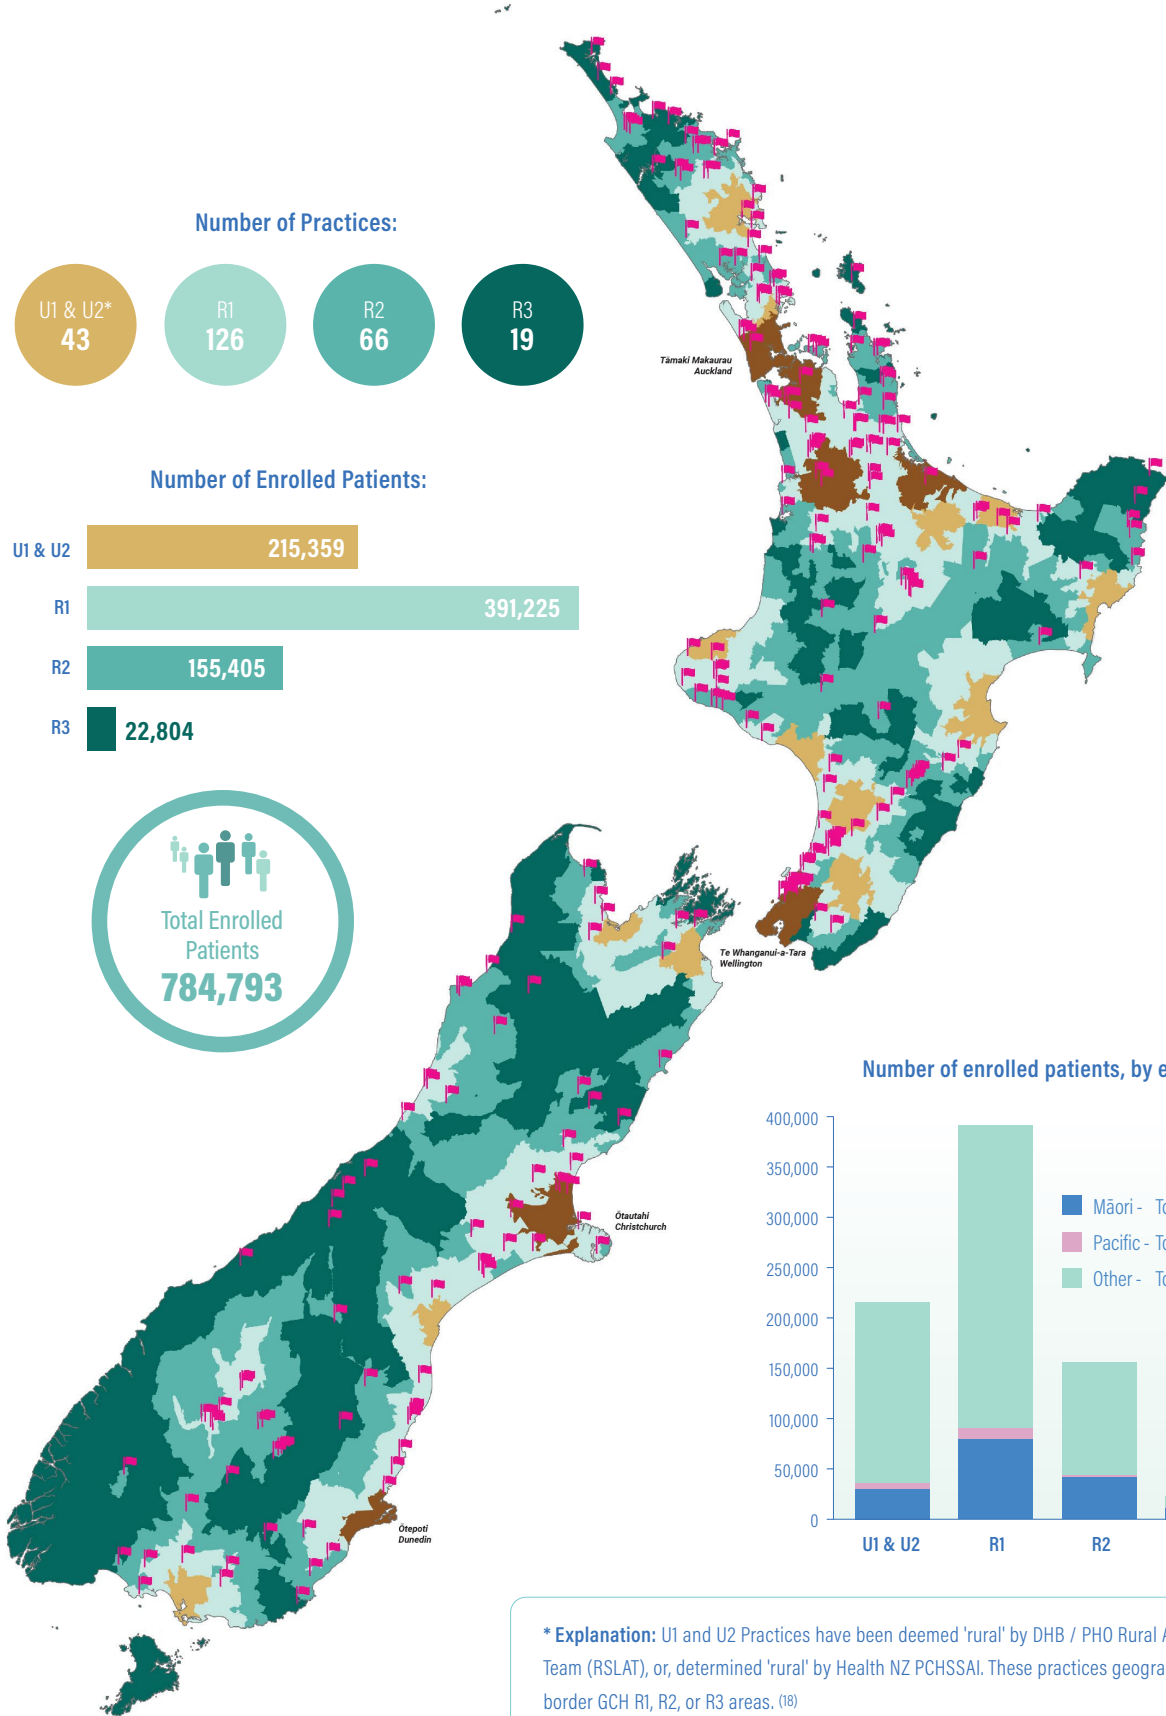 Number of Practices:
U1 & U2*
43
R1
126
R2
66
R3
19
Tāmaki Makaurau
Auckland
Number of Enrolled Patients:
U1 & U2
215,359
R1
391,225
R2
155,405
R3
22,804
Total Enrolled
Patients
784,793
Te Whanganui-a-Tara
Wellington
Number of enrolled patients, by e
400,000
350,000
300,000
250,000
200,000
150,000
100,000
50,000
0
Māori - To
Pacific - To
Other - To
U1 & U2
R1
R2
Ōtautahi
Christchurch
Ōtepoti
Dunedin
* Explanation: U1 and U2 Practices have been deemed 'rural' by DHB / PHO Rural A
Team (RSLAT), or, determined 'rural' by Health NZ PCHSSAI. These practices geogra
border GCH R1, R2, or R3 areas. (18)